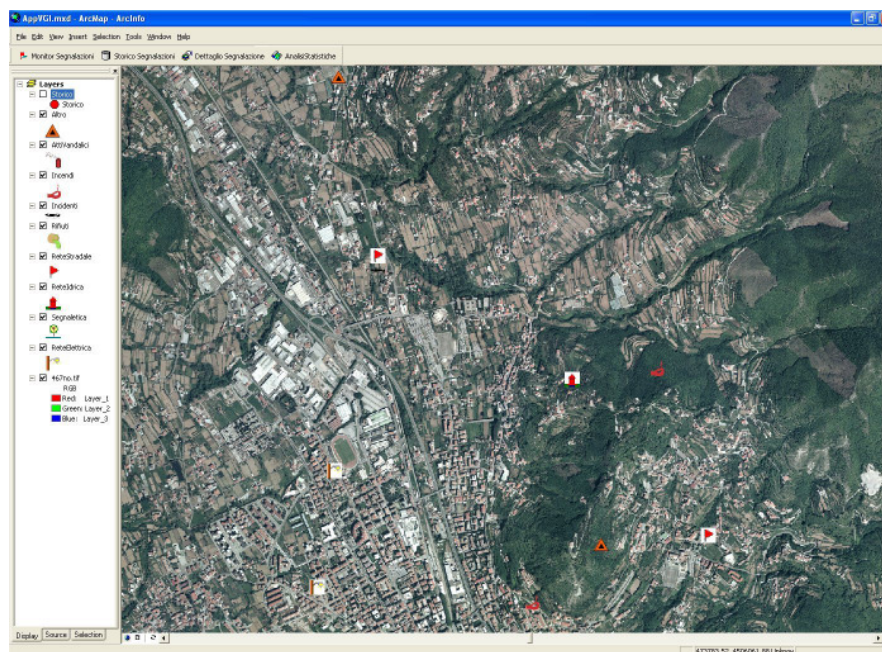 AppVGI.mxd - ArcMap - ArcInfo
File Edit View Insert Selection Tools Window Help
Monitor Segnalazioni Storico Segnalazioni Dettaglio Segnalazione AnalisiStatistiche
Layers
Storico
Storico
Altro
AttiVandalici
Incendi
Incidenti
Rifiuti
ReteStradale
ReteIdrica
Segnaletica
ReteElettrica
467no.tif
RGB
Red: Layer_1
Green: Layer_2
Blue: Layer_3
Display Source Selection